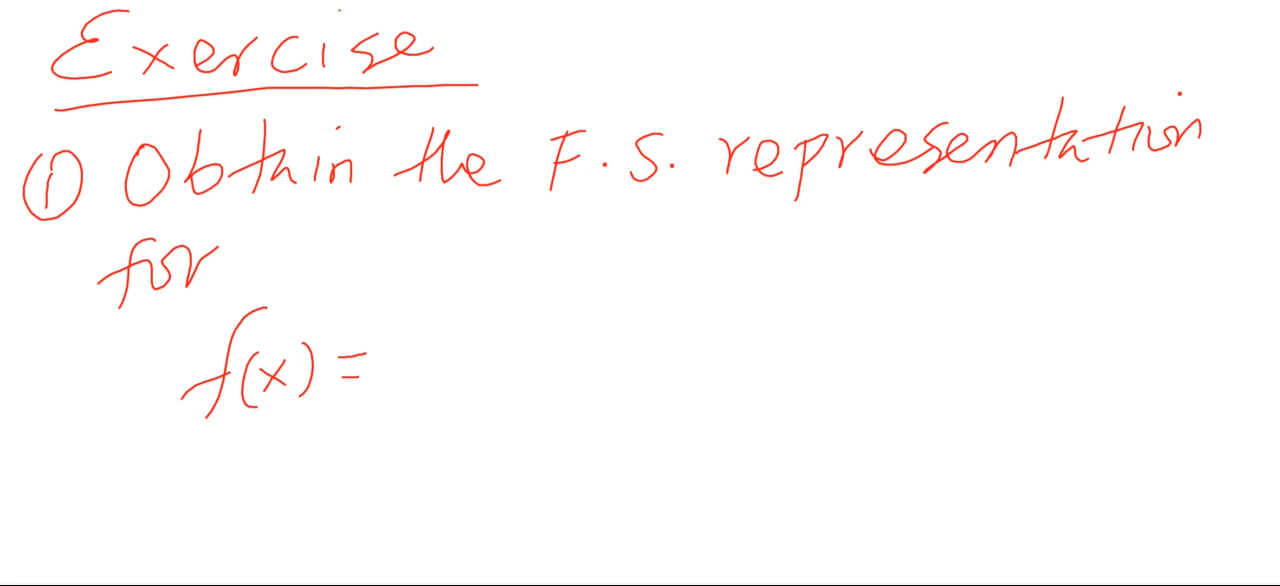 Exercise
① Obtain the F.S. representation
for
f(x) =